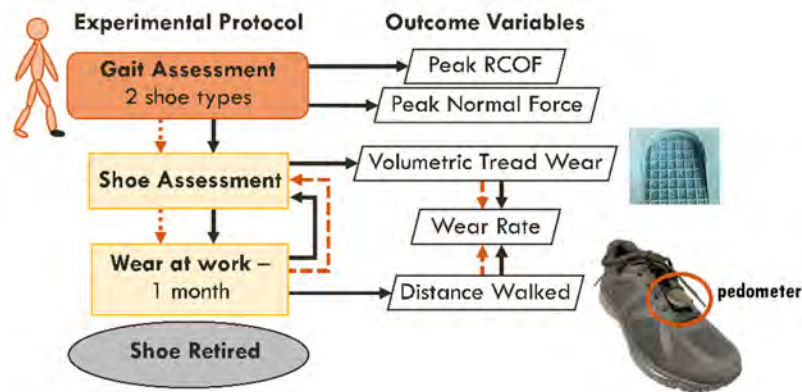 Experimental Protocol
Outcome Variables
Gait Assessment
2 shoe types
Peak RCOF
Peak Normal Force
Shoe Assessment
Volumetric Tread Wear
Wear Rate
Wear at work –
1 month
Distance Walked
pedometer
Shoe Retired